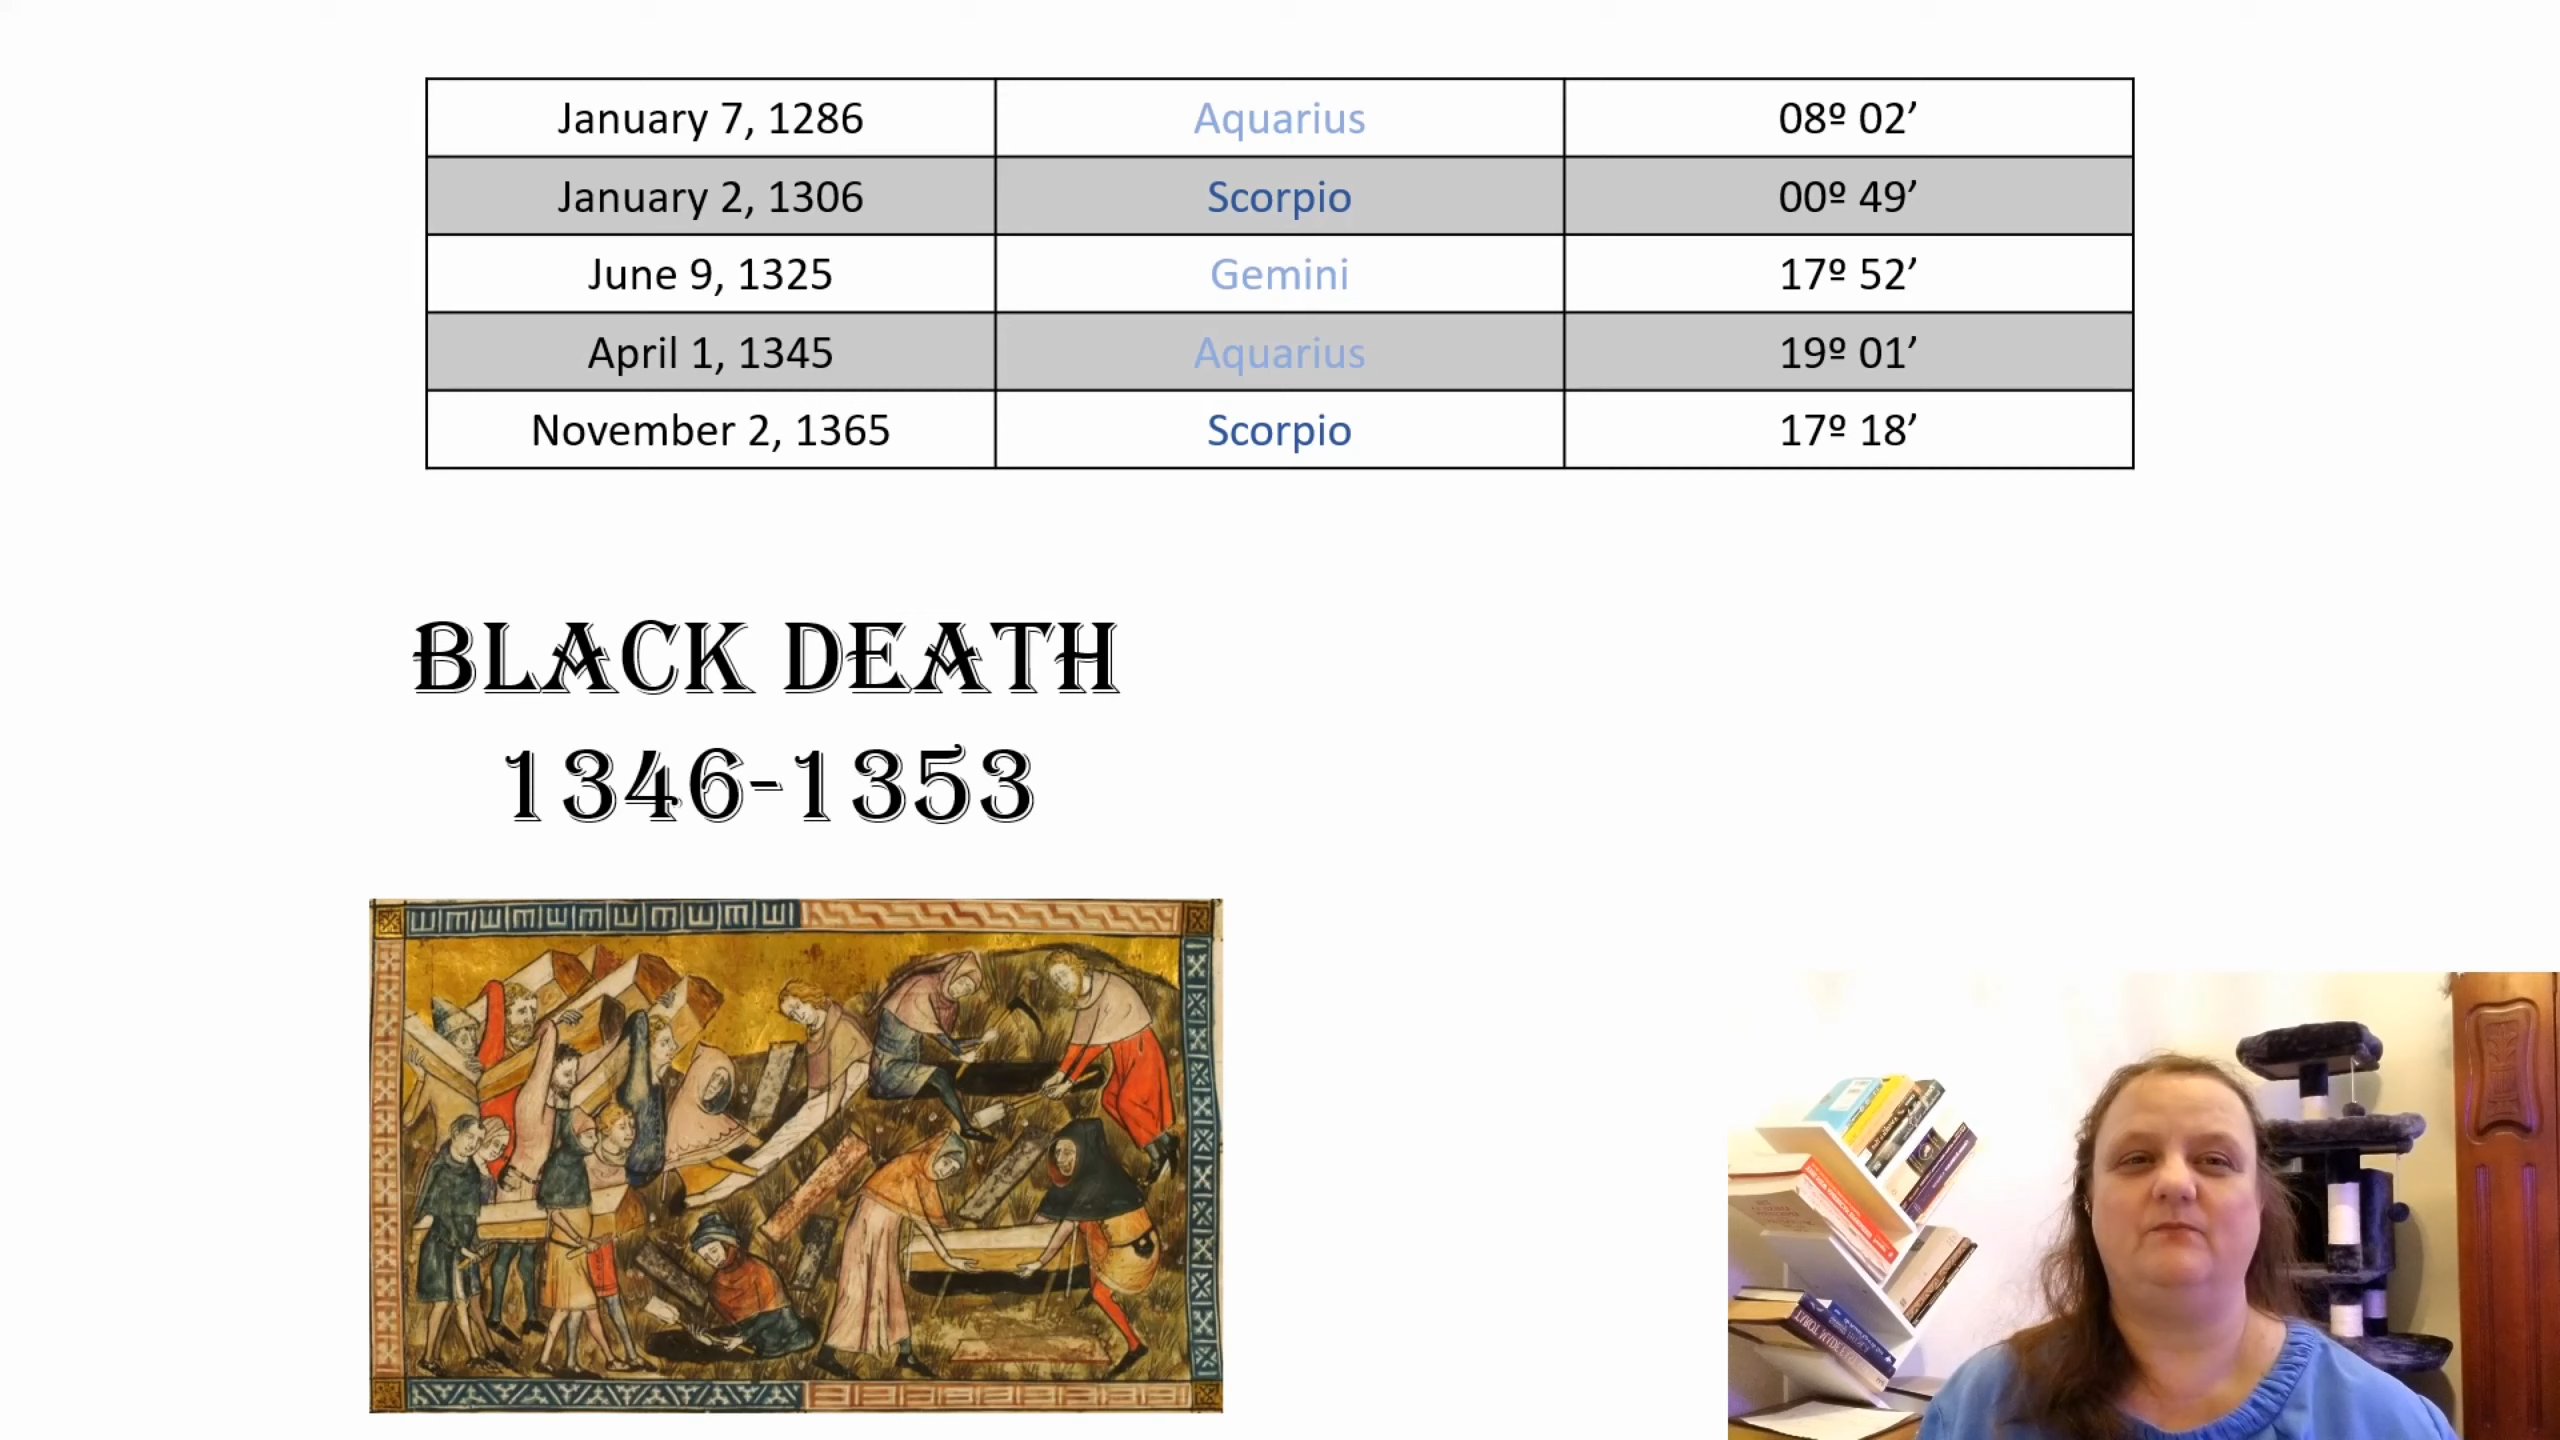 January 7, 1286 Aquarius 08º 02’
January 2, 1306 Scorpio 00º 49’
June 9, 1325 Gemini 17º 52’
April 1, 1345 Aquarius 19º 01’
November 2, 1365 Scorpio 17º 18’
BLACK DEATH
1346-1353